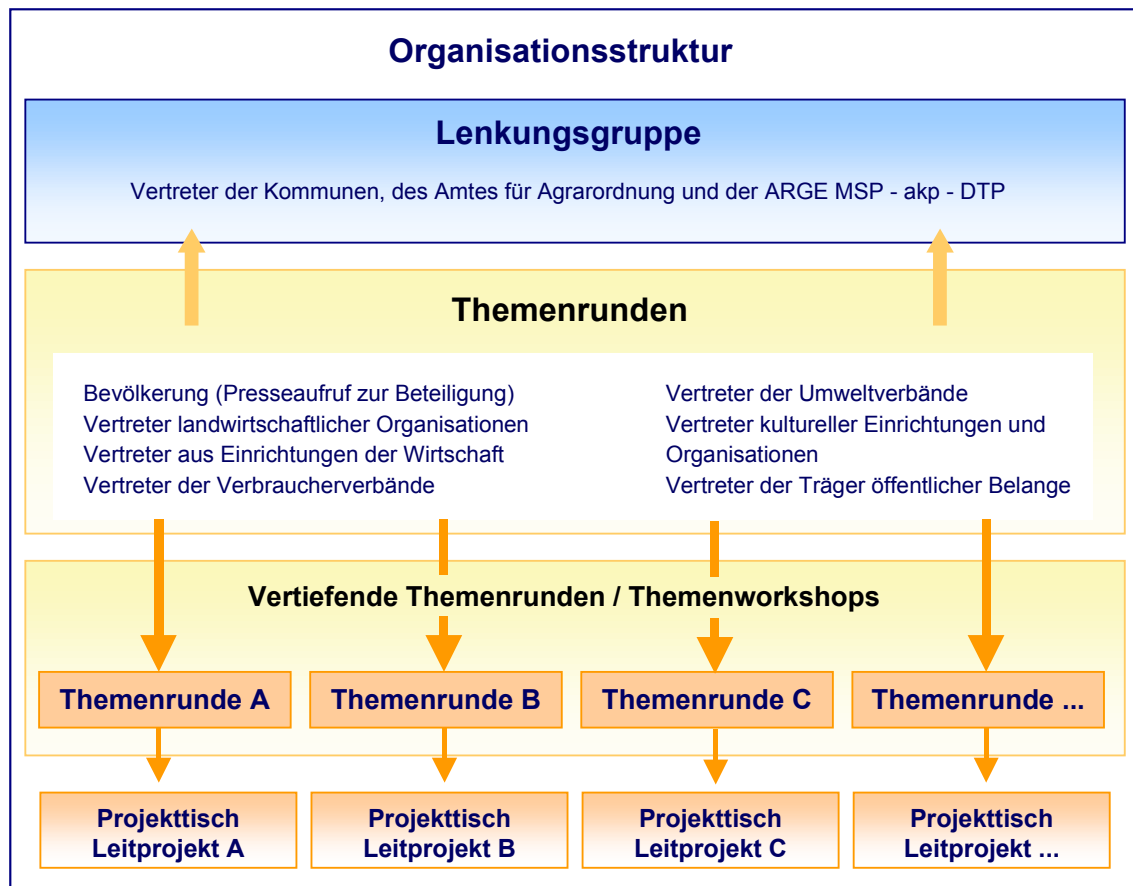 Organisationsstruktur
Lenkungsgruppe
Vertreter der Kommunen, des Amtes für Agrarordnung und der ARGE MSP - akp - DTP
Themenrunden
Bevölkerung (Presseaufruf zur Beteiligung)
Vertreter landwirtschaftlicher Organisationen
Vertreter aus Einrichtungen der Wirtschaft
Vertreter der Verbraucherverbände
Vertreter der Umweltverbände
Vertreter kultureller Einrichtungen und
Organisationen
Vertreter der Träger öffentlicher Belange
Vertiefende Themenrunden / Themenworkshops
Themenrunde A
Themenrunde B
Themenrunde C
Themenrunde ...
Projekttisch
Leitprojekt A
Projekttisch
Leitprojekt B
Projekttisch
Leitprojekt C
Projekttisch
Leitprojekt ...